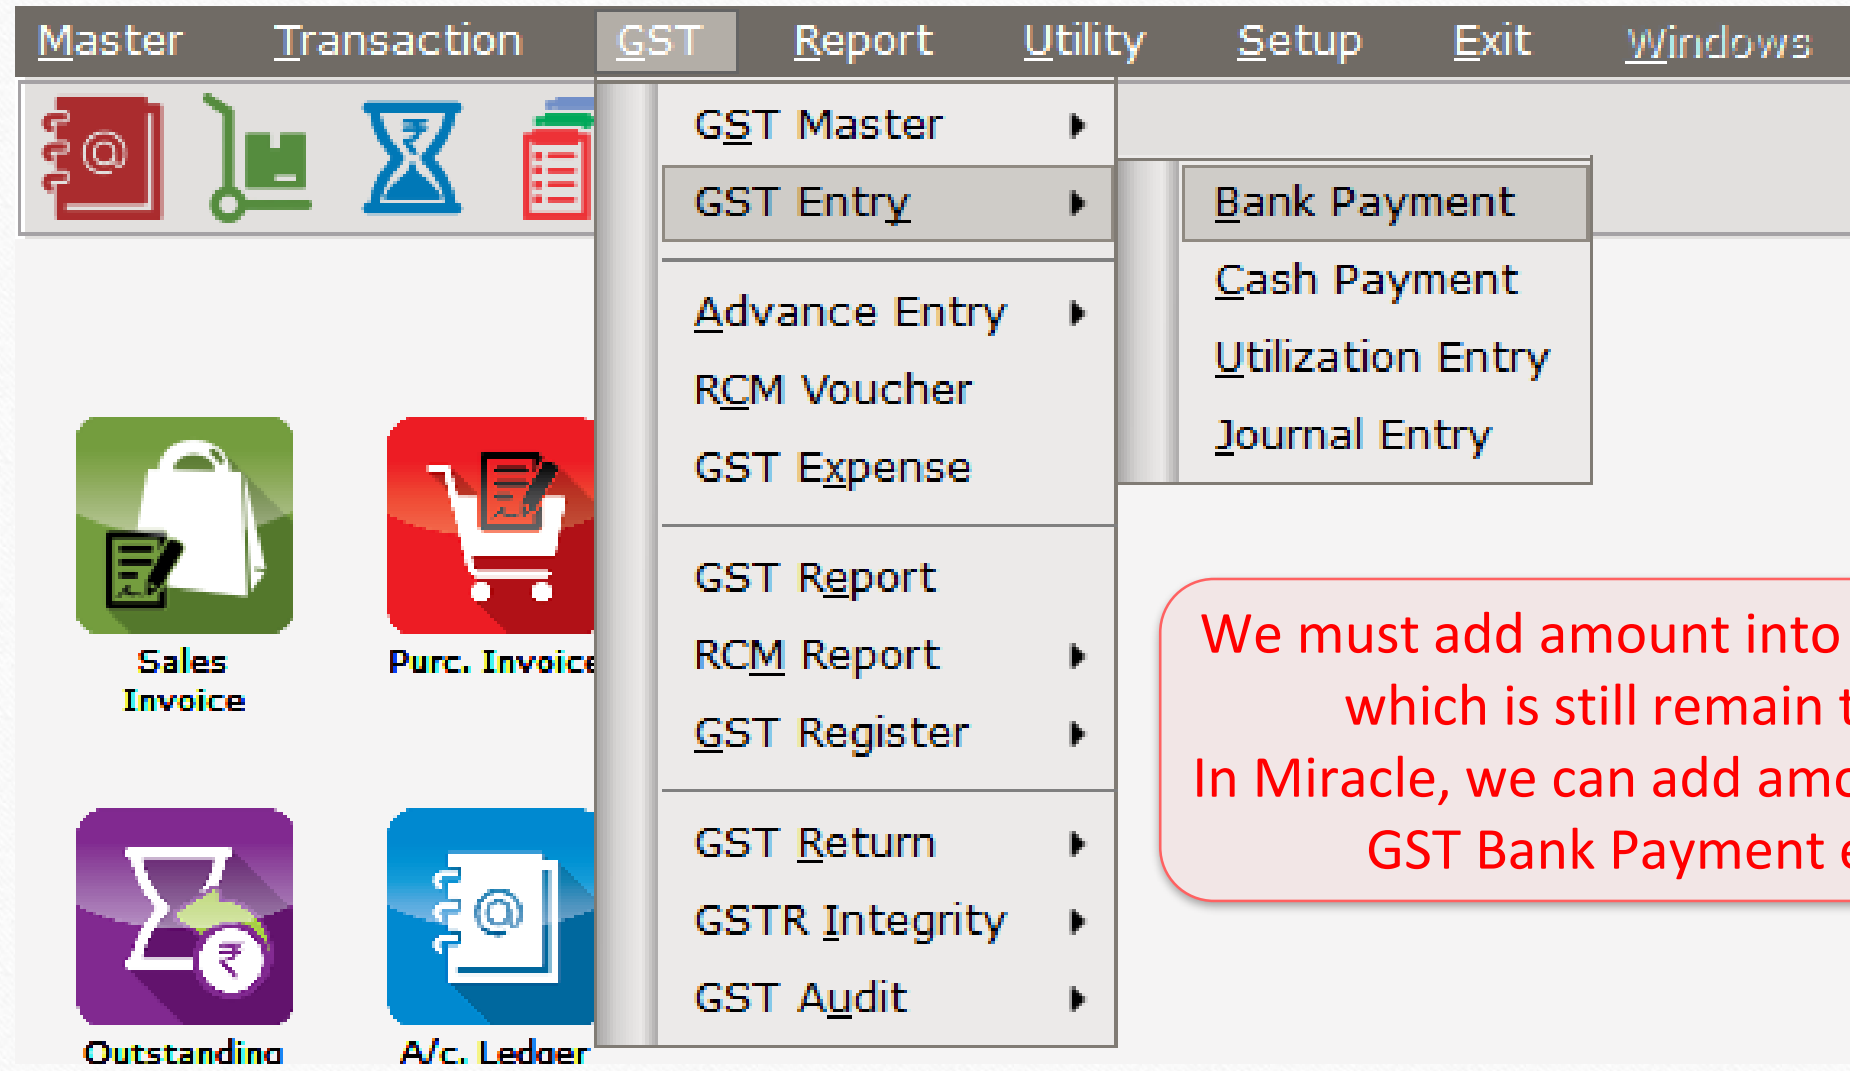 Master Transaction GST Report Utility Setup Exit Windows
GST Master
GST Entry
Advance Entry
RCM Voucher
GST Expense
GST Report
RCM Report
GST Register
GST Return
GSTR Integrity
GST Audit
Bank Payment
Cash Payment
Utilization Entry
Journal Entry
Sales
Invoice
Purc. Invoice
Outstanding
A/c. Ledger
We must add amount into
which is still remain
In Miracle, we can add
GST Bank Payment